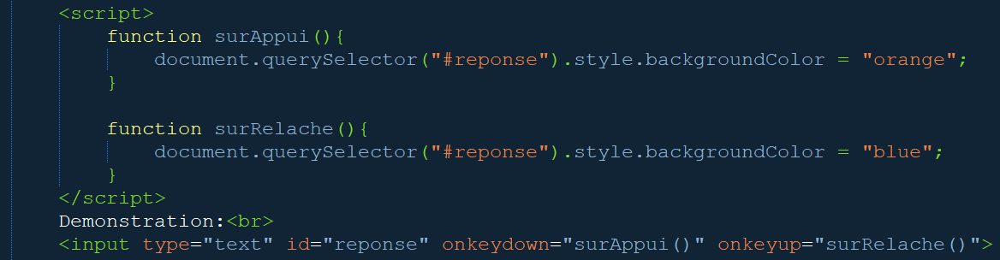 <script>
function surAppui(){
document.querySelector("#reponse").style.backgroundColor = "orange";
}
function surRelache(){
document.querySelector("#reponse").style.backgroundColor = "blue";
}
</script>
Demonstration:<br>
<input type="text" id="reponse" onkeydown="surAppui()" onkeyup="surRelache()">